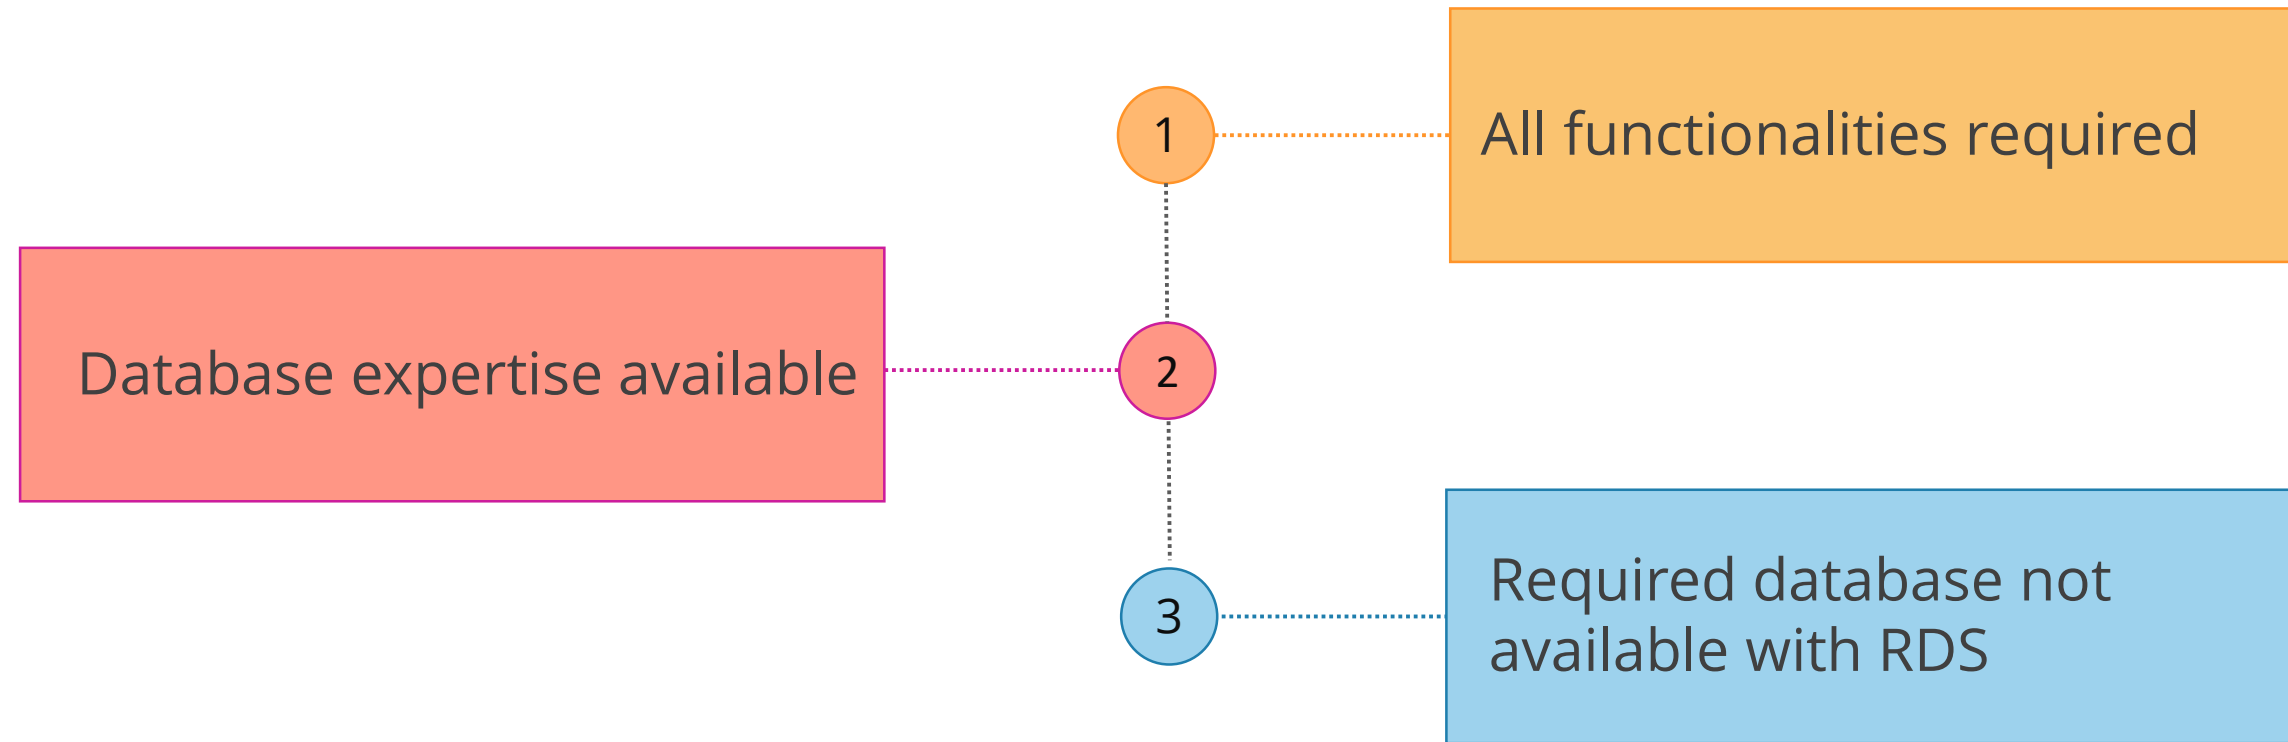 1
All functionalities required
Database expertise available
2
3
Required database not
available with RDS